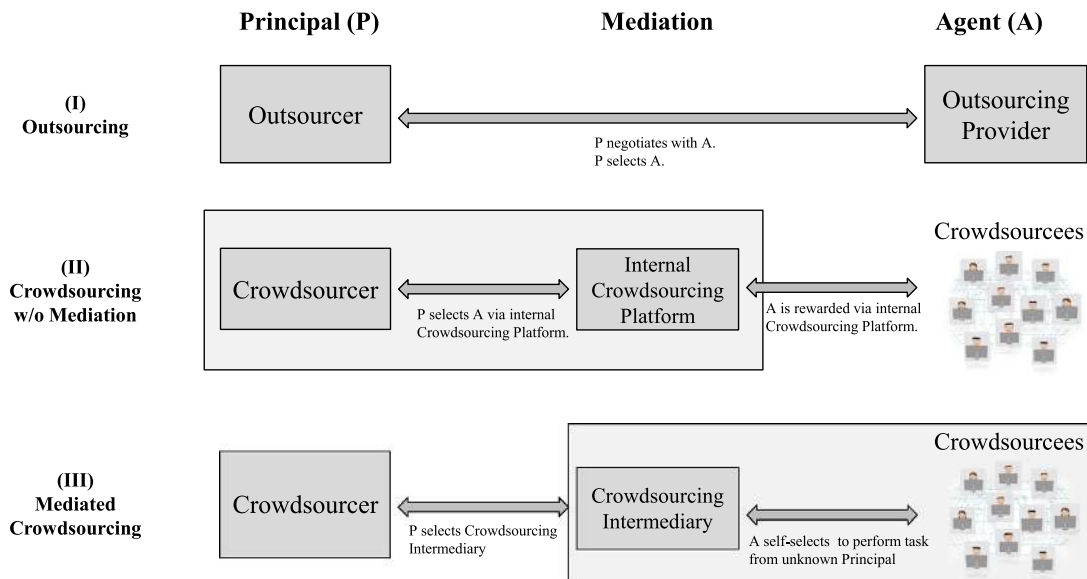 Principal (P)
Mediation
Agent (A)
(I)
Outsourcing
Outsourcer
P negotiates with A.
P selects A.
Outsourcing
Provider
(II)
Crowdsourcing
w/o Mediation
Crowdsourcer
P selects A via internal
Crowdsourcing Platform.
Internal
Crowdsourcing
Platform
A is rewarded via internal
Crowdsourcing Platform.
Crowdsourcees
(III)
Mediated
Crowdsourcing
Crowdsourcer
P selects Crowdsourcing
Intermediary
Crowdsourcing
Intermediary
A self-selects to perform task
from unknown Principal
Crowdsourcees